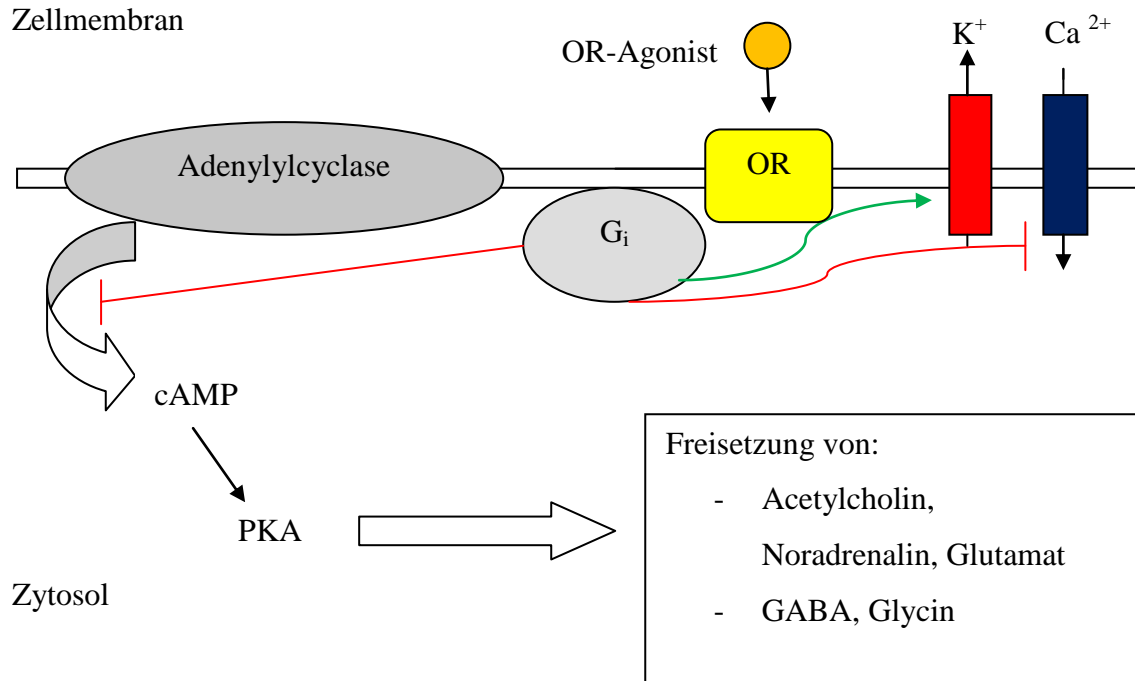 Zellmembran
OR-Agonist
K⁺
Ca ²⁺
Adenylylcyclase
OR
Gᵢ
cAMP
PKA
Freisetzung von:
- Acetylcholin,
Noradrenalin, Glutamat
- GABA, Glycin
Zytosol